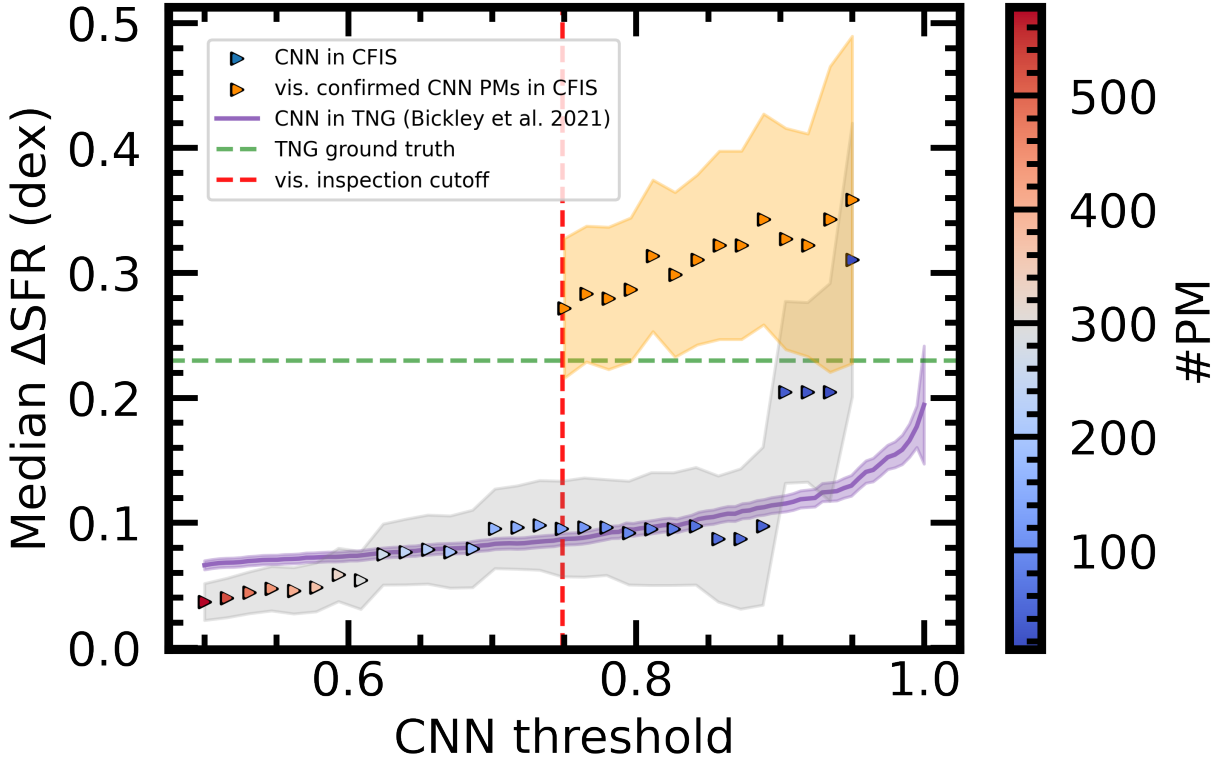 0.5
0.4
0.3
0.2
0.1
0.0
Median ΔSFR (dex)
CNN in CFIS
vis. confirmed CNN PMs in CFIS
CNN in TNG (Bickley et al. 2021)
TNG ground truth
vis. inspection cutoff
0.6 0.8 1.0
CNN threshold
500
400
300
200
100
#PM